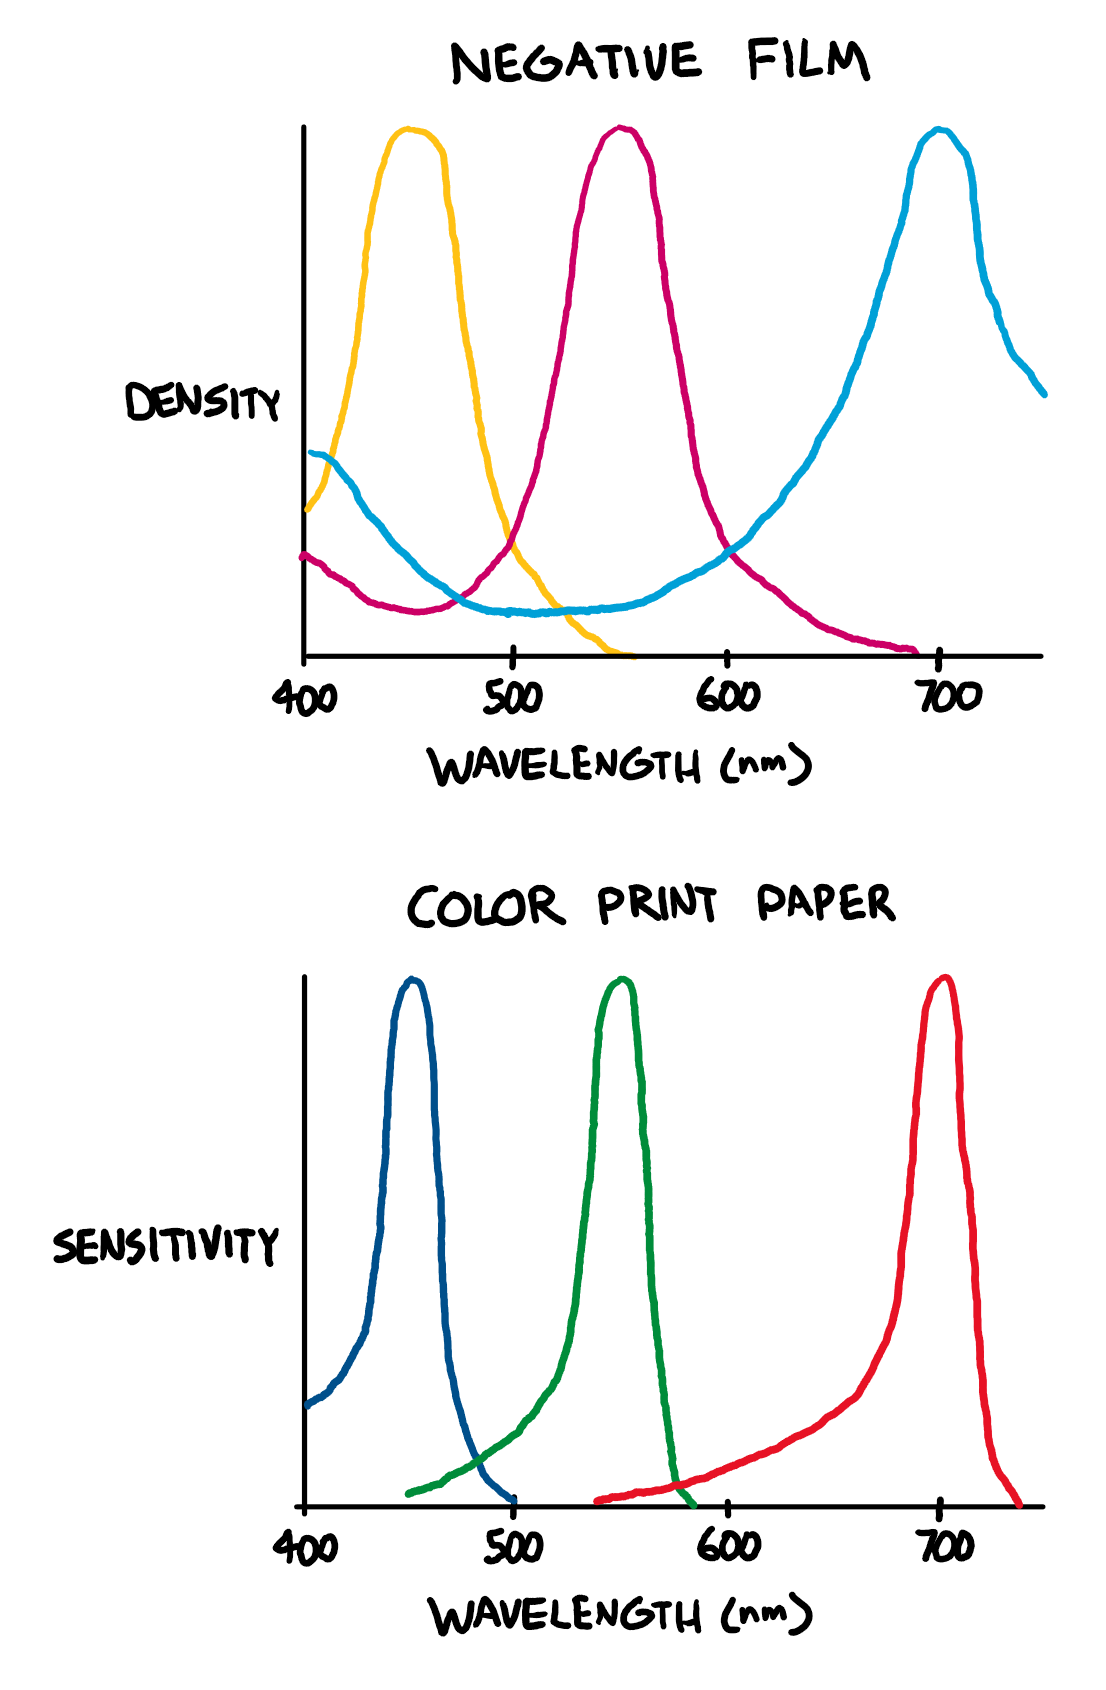 NEGATIVE FILM
DENSITY
400 500 600 700
WAVELENGTH (nm)
COLOR PRINT PAPER
SENSITIVITY
400 500 600 700
WAVELENGTH (nm)